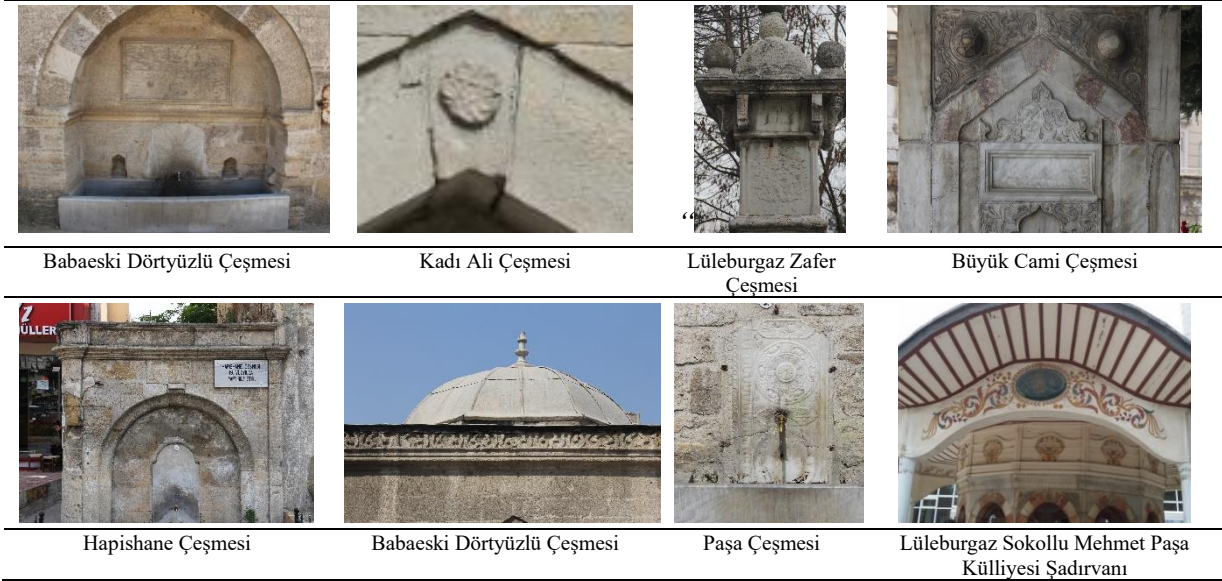 “
Babaeski Dörtyüzlü Çeşmesi
Kadı Ali Çeşmesi
Lüleburgaz Zafer
Çeşmesi
Büyük Cami Çeşmesi
Z
ÜLLER
Hapishane Çeşmesi
Babaeski Dörtyüzlü Çeşmesi
Paşa Çeşmesi
Lüleburgaz Sokollu Mehmet Paşa
Külliyesi Şadırvanı